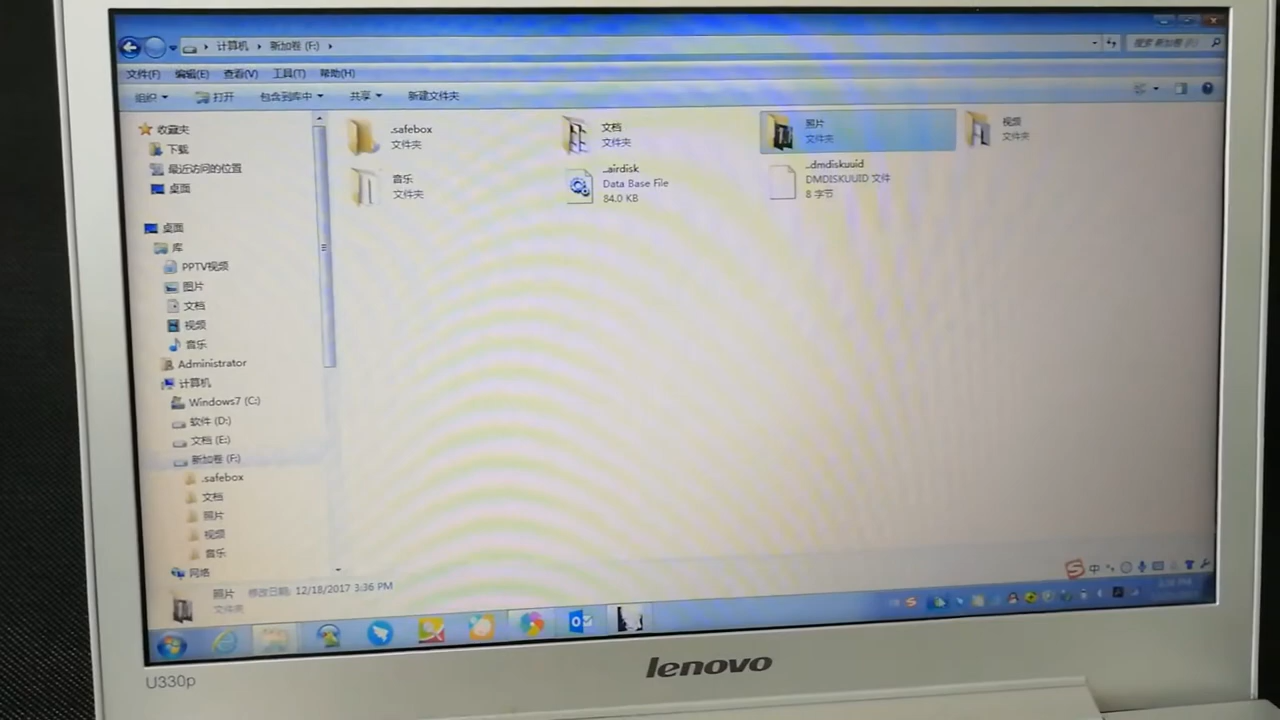 计算机 新加卷 (F:)
搜索 新加卷 (F:)
文件(F) 编辑(E) 查看(V) 工具(T) 帮助(H)
组织 打开 包含到库中 共享 新建文件夹
收藏夹
下载
最近访问的位置
桌面
桌面
库
PPTV视频
图片
文档
视频
音乐
Administrator
计算机
Windows7 (C:)
软件 (D:)
文档 (E:)
新加卷 (F:)
.safebox
文档
照片
视频
音乐
网络
.safebox
文件夹
文档
文件夹
照片
文件夹
视频
文件夹
音乐
文件夹
_.airdisk
Data Base File
84.0 KB
_.dmdiskuuid
DMDISKUUID 文件
8 字节
照片 修改日期: 12/18/2017 3:36 PM
文件夹
中
lenovo
U330p